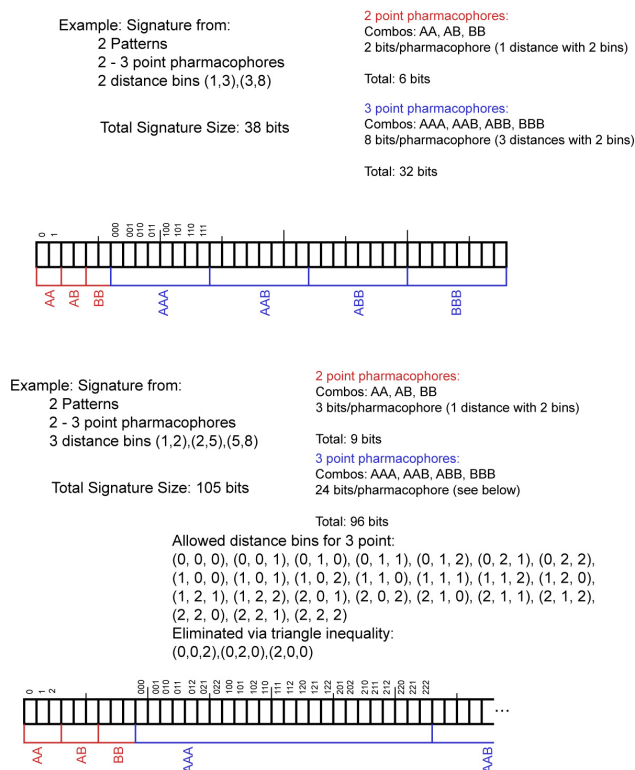 Example: Signature from:
2 Patterns
2 - 3 point pharmacophores
2 distance bins (1,3),(3,8)
Total Signature Size: 38 bits
2 point pharmacophores:
Combos: AA, AB, BB
2 bits/pharmacophore (1 distance with 2 bins)
Total: 6 bits
3 point pharmacophores:
Combos: AAA, AAB, ABB, BBB
8 bits/pharmacophore (3 distances with 2 bins)
Total: 32 bits
0 1 000 001 010 011 100 101 110 111
AA AB BB AAA AAB ABB BBB
Example: Signature from:
2 Patterns
2 - 3 point pharmacophores
3 distance bins (1,2),(2,5),(5,8)
Total Signature Size: 105 bits
2 point pharmacophores:
Combos: AA, AB, BB
3 bits/pharmacophore (1 distance with 2 bins)
Total: 9 bits
3 point pharmacophores:
Combos: AAA, AAB, ABB, BBB
24 bits/pharmacophore (see below)
Total: 96 bits
Allowed distance bins for 3 point:
(0, 0, 0), (0, 0, 1), (0, 1, 0), (0, 1, 1), (0, 1, 2), (0, 2, 1), (0, 2, 2),
(1, 0, 0), (1, 0, 1), (1, 0, 2), (1, 1, 0), (1, 1, 1), (1, 1, 2), (1, 2, 0),
(1, 2, 1), (1, 2, 2), (2, 0, 1), (2, 0, 2), (2, 1, 0), (2, 1, 1), (2, 1, 2),
(2, 2, 0), (2, 2, 1), (2, 2, 2)
Eliminated via triangle inequality:
(0,0,2),(0,2,0),(2,0,0)
0 1 2 000 001 010 011 012 021 022 100 101 102 110 111 112 120 121 122 201 202 210 211 212 220 221 222
...
AA AB BB AAA AAB